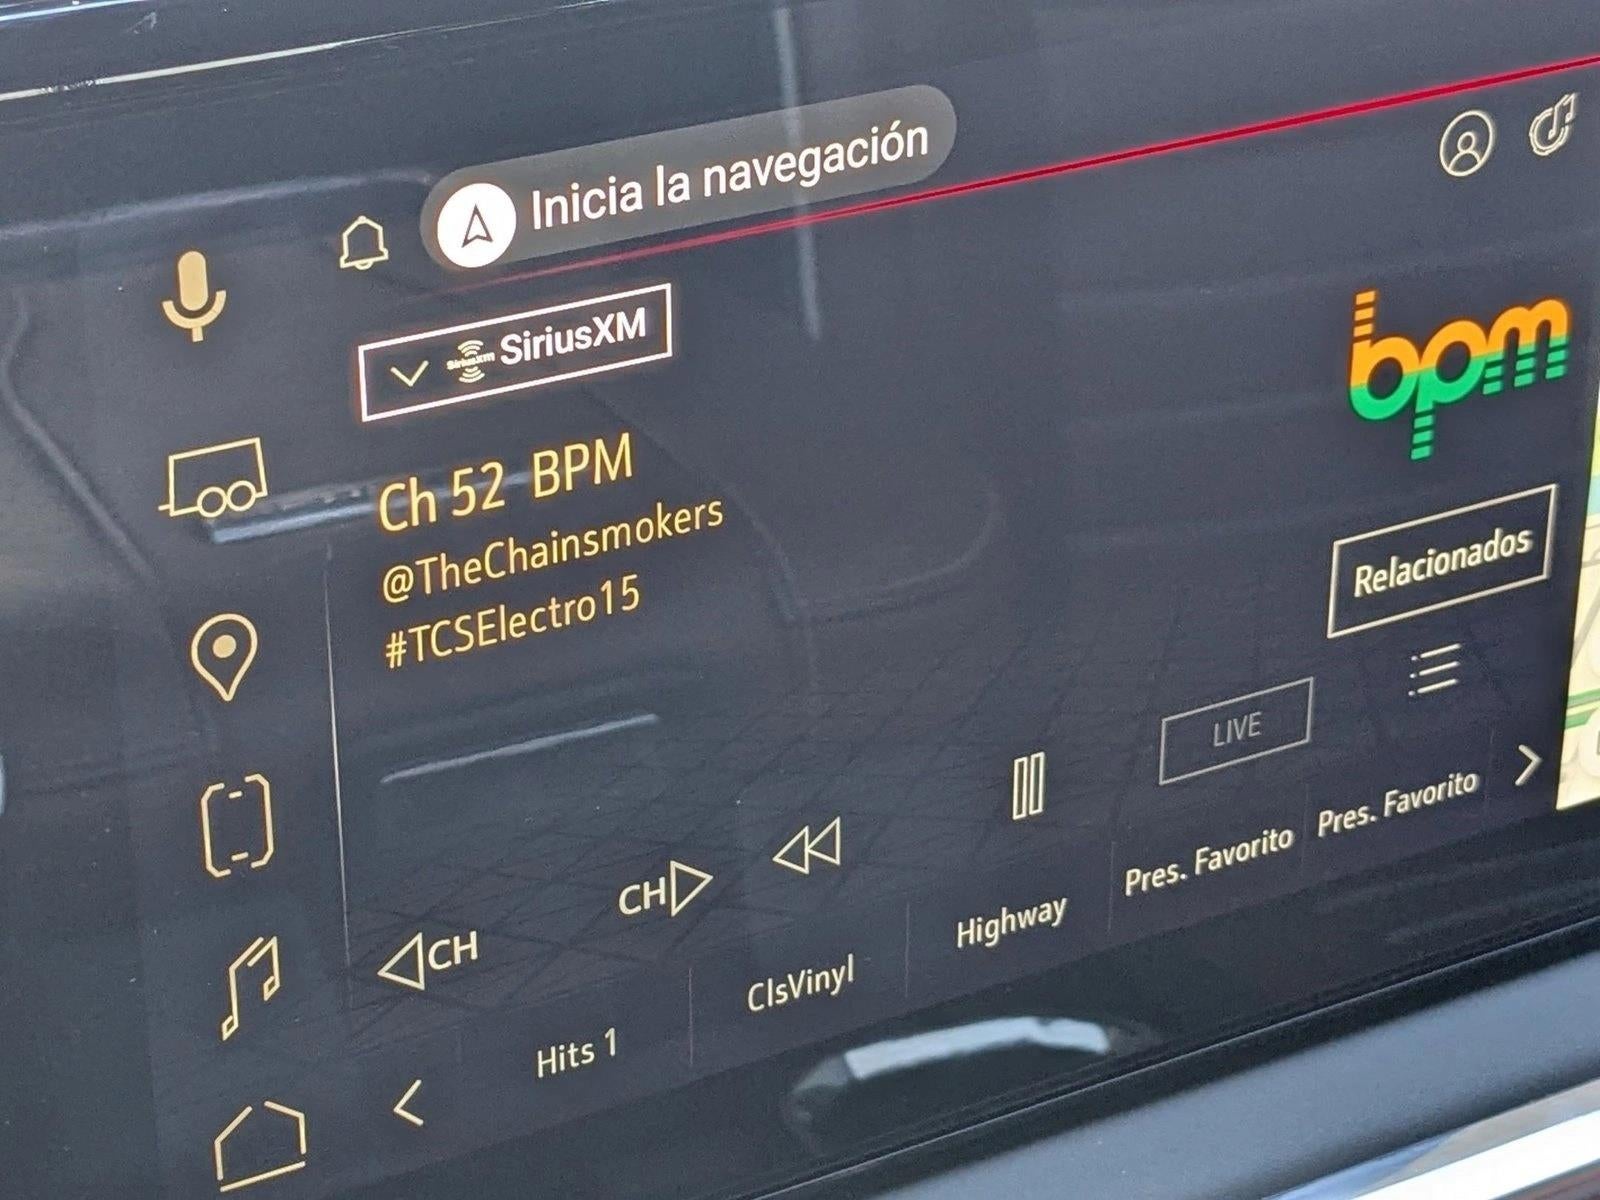 Inicia la navegación
SiriusXM SiriusXM
bpm
Ch 52 BPM
@TheChainsmokers
#TCSElectro15
Relacionados
LIVE
CH
CH
Hits 1
ClsVinyl
Highway
Pres. Favorito
Pres. Favorito